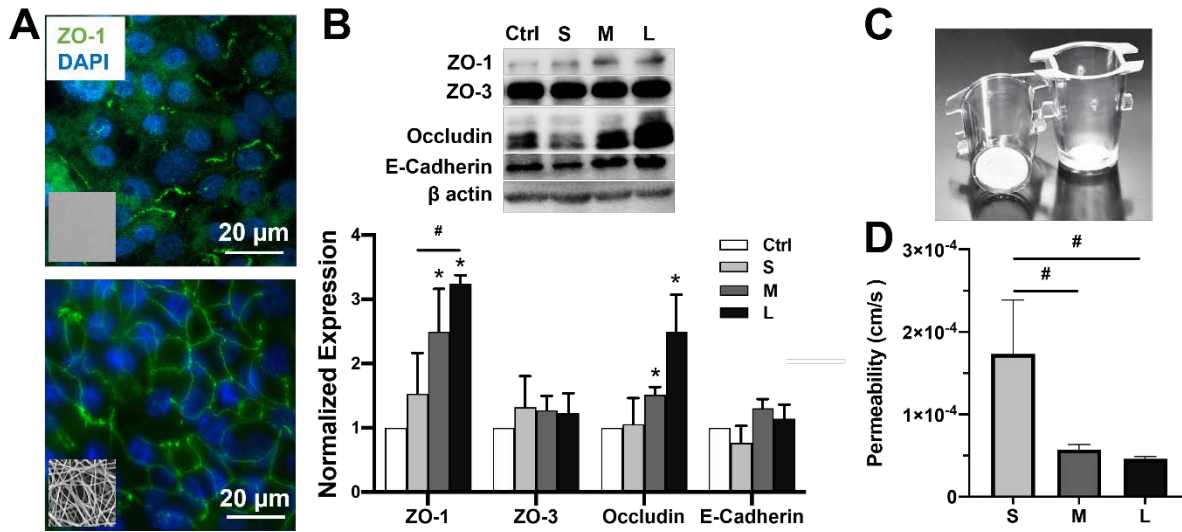 A
ZO-1
DAPI
20 μm
20 μm
B
Ctrl S M L
ZO-1
ZO-3
Occludin
E-Cadherin
β actin
Normalized Expression
4
3
2
1
0
#
*
*
*
*
Ctrl
S
M
L
ZO-1 ZO-3 Occludin E-Cadherin
C
D
Permeability (cm/s)
3×10⁻⁴
2×10⁻⁴
1×10⁻⁴
0
#
#
S M L